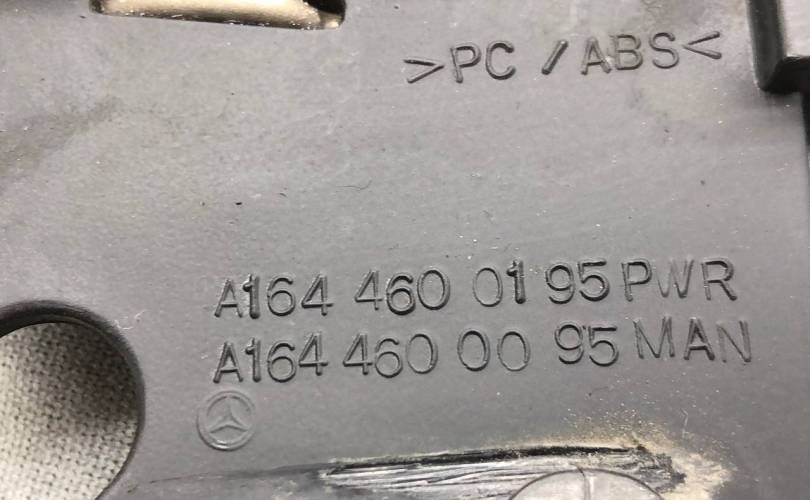 >PC / ABS<
A164 460 01 95 PWR
A164 460 00 95 MAN